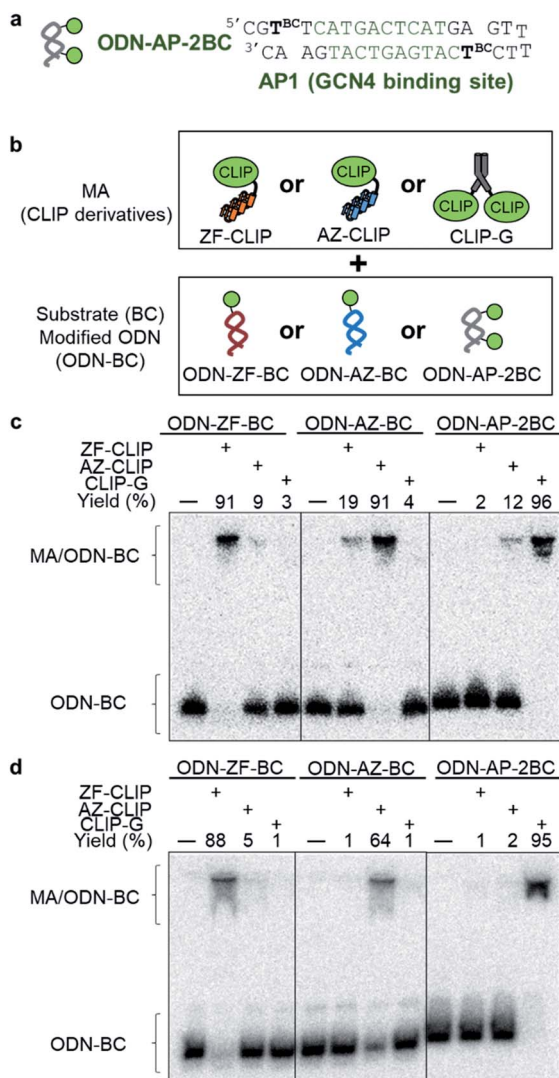 a
ODN-AP-2BC
5'CGTBCTCATGACTCATGA GTT T
3'CA AGTACTGAGTACTBCCTT
AP1 (GCN4 binding site)
b
MA
(CLIP derivatives)
CLIP or CLIP or CLIP CLIP
ZF-CLIP AZ-CLIP CLIP-G
+
Substrate (BC)
Modified ODN
(ODN-BC)
or or
ODN-ZF-BC ODN-AZ-BC ODN-AP-2BC
c
ODN-ZF-BC ODN-AZ-BC ODN-AP-2BC
ZF-CLIP + + +
AZ-CLIP + + +
CLIP-G + + +
Yield (%) — 91 9 3 — 19 91 4 — 2 12 96
MA/ODN-BC
ODN-BC
d
ODN-ZF-BC ODN-AZ-BC ODN-AP-2BC
ZF-CLIP + + +
AZ-CLIP + + +
CLIP-G + + +
Yield (%) — 88 5 1 — 1 64 1 — 1 2 95
MA/ODN-BC
ODN-BC